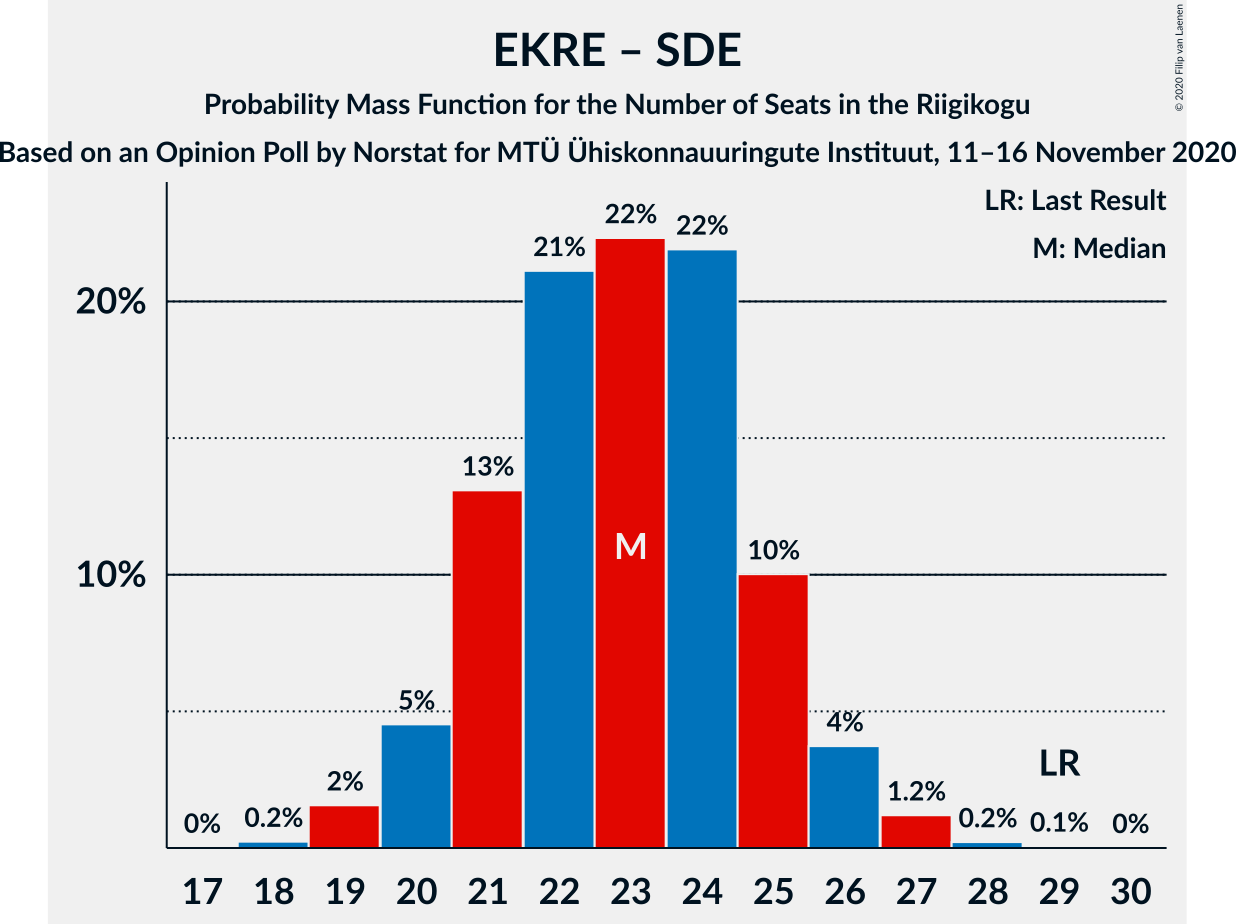 EKRE – SDE
Probability Mass Function for the Number of Seats in the Riigikogu
Based on an Opinion Poll by Norstat for MTÜ Ühiskonnauuringute Instituut, 11–16 November 2020
© 2020 Filip van Laenen
LR: Last Result
M: Median
20%
10%
0% 0.2% 2% 5% 13% 21% 22% 22% 10% 4% 1.2% 0.2% 0.1% 0%
M
LR
17 18 19 20 21 22 23 24 25 26 27 28 29 30